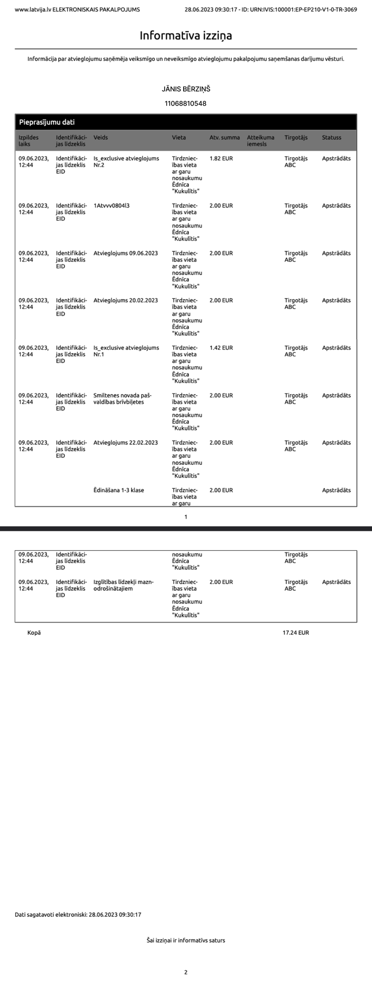 www.latvija.lv ELEKTRONISKAIS PAKALPOJUMS 28.06.2023 09:30:17 - ID: URN:IVIS:100001:EP-EP210-V1-0-TR-3069
Informatīva izziņa
Informācija par atvieglojumu saņēmēja veiksmīgo un neveiksmīgo atvieglojumu pakalpojumu saņemšanas darījumu vēsturi.
JĀNIS BĒRZIŅŠ
11068810548
Pieprasījumu dati
Izpildes Identifikāci- Veids Vieta Atv. summa Atteikuma Tirgotājs Statuss
laiks jas līdzeklis iemesls
09.06.2023, Identifikāci- Is_exclusive atvieglojums Tirdzniec- 1.82 EUR Tirgotājs Apstrādāts
12:44 jas līdzeklis Nr.2 ības vieta ABC
EID ar garu
nosaukumu
Ēdnīca
"Kukulītis"
09.06.2023, Identifikāci- 1Atvvv0804l3 Tirdzniec- 2.00 EUR Tirgotājs Apstrādāts
12:44 jas līdzeklis ības vieta ABC
EID ar garu
nosaukumu
Ēdnīca
"Kukulītis"
09.06.2023, Identifikāci- Atvieglojums 09.06.2023 Tirdzniec- 2.00 EUR Tirgotājs Apstrādāts
12:44 jas līdzeklis ības vieta ABC
EID ar garu
nosaukumu
Ēdnīca
"Kukulītis"
09.06.2023, Identifikāci- Atvieglojums 20.02.2023 Tirdzniec- 2.00 EUR Tirgotājs Apstrādāts
12:44 jas līdzeklis ības vieta ABC
EID ar garu
nosaukumu
Ēdnīca
"Kukulītis"
09.06.2023, Identifikāci- Is_exclusive atvieglojums Tirdzniec- 1.42 EUR Tirgotājs Apstrādāts
12:44 jas līdzeklis Nr.1 ības vieta ABC
EID ar garu
nosaukumu
Ēdnīca
"Kukulītis"
09.06.2023, Identifikāci- Smiltenes novada paš- Tirdzniec- 2.00 EUR Tirgotājs Apstrādāts
12:44 jas līdzeklis valdības brīvbiļetes ības vieta ABC
EID ar garu
nosaukumu
Ēdnīca
"Kukulītis"
09.06.2023, Identifikāci- Atvieglojums 22.02.2023 Tirdzniec- 2.00 EUR Tirgotājs Apstrādāts
12:44 jas līdzeklis ības vieta ABC
EID ar garu
nosaukumu
Ēdnīca
"Kukulītis"
Ēdināšana 1-3 klase Tirdzniec- 2.00 EUR Apstrādāts
ības vieta
ar garu
1
09.06.2023, Identifikāci- nosaukumu Tirgotājs
12:44 jas līdzeklis Ēdnīca ABC
EID "Kukulītis"
09.06.2023, Identifikāci- Izglītības līdzekļi mazn- Tirdzniec- 2.00 EUR Tirgotājs Apstrādāts
12:44 jas līdzeklis odrošinātajiem ības vieta ABC
EID ar garu
nosaukumu
Ēdnīca
"Kukulītis"
Kopā 17.24 EUR
Dati sagatavoti elektroniski: 28.06.2023 09:30:17
Šai izziņai ir informatīvs saturs
2